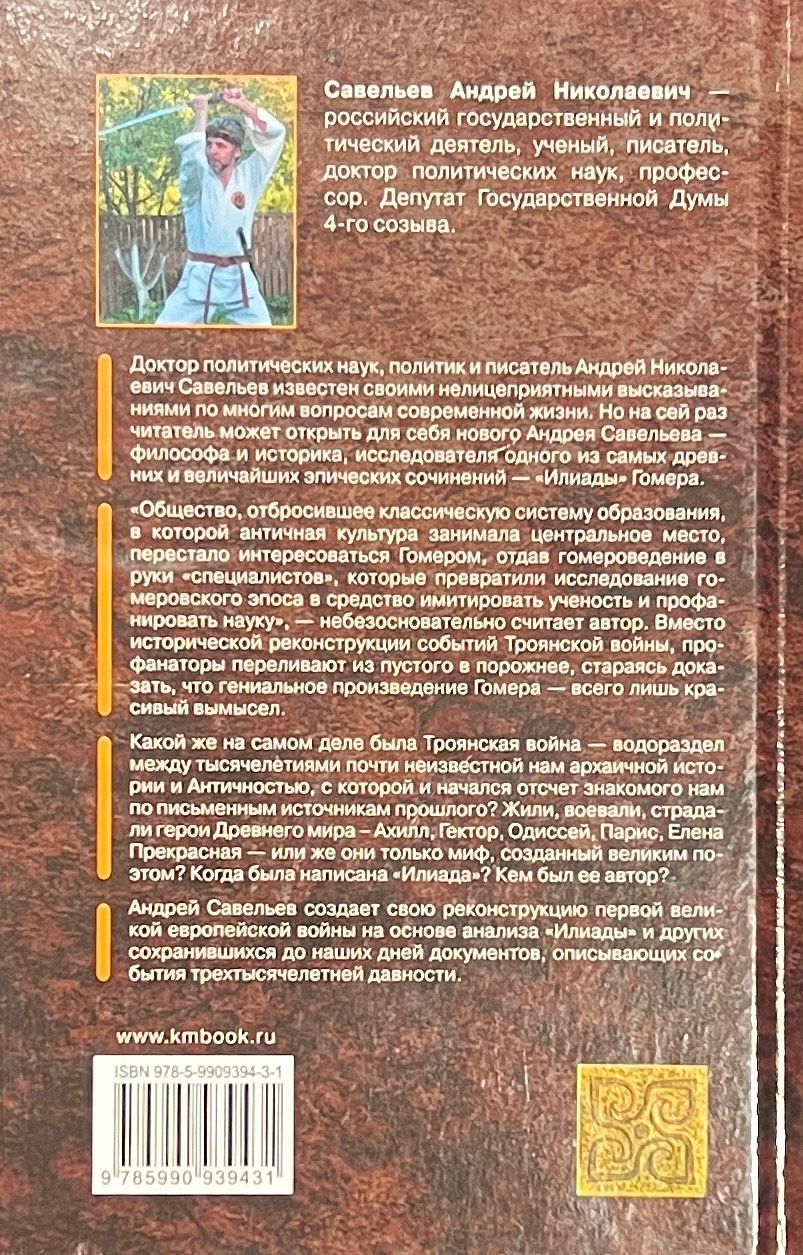 Савельев Андрей Николаевич —
российский государственный и поли-
тический деятель, ученый, писатель,
доктор политических наук, профес-
сор. Депутат Государственной Думы
4-го созыва.
Доктор политических наук, политик и писатель Андрей Никола-
евич Савельев известен своими нелицеприятными высказыва-
ниями по многим вопросам современной жизни. Но на сей раз
читатель может открыть для себя нового Андрея Савельева —
философа и историка, исследователя одного из самых древ-
них и величайших эпических сочинений — «Илиады» Гомера.
«Общество, отбросившее классическую систему образования,
в которой античная культура занимала центральное место,
перестало интересоваться Гомером, отдав гомероведение в
руки «специалистов», которые превратили исследование го-
меровского эпоса в средство имитировать ученость и профа-
нировать науку», — небезосновательно считает автор. Вместо
исторической реконструкции событий Троянской войны, про-
фанаторы переливают из пустого в порожнее, стараясь дока-
зать, что гениальное произведение Гомера — всего лишь кра-
сивый вымысел.
Какой же на самом деле была Троянская война — водораздел
между тысячелетиями почти неизвестной нам архаичной исто-
рии и Античностью, с которой и начался отсчет знакомого нам
по письменным источникам прошлого? Жили, воевали, страда-
ли герои Древнего мира – Ахилл, Гектор, Одиссей, Парис, Елена
Прекрасная — или же они только миф, созданный великим по-
этом? Когда была написана «Илиада»? Кем был ее автор?
Андрей Савельев создает свою реконструкцию первой вели-
кой европейской войны на основе анализа «Илиады» и других
сохранившихся до наших дней документов, описывающих со-
бытия трехтысячелетней давности.
www.kmbook.ru
ISBN 978-5-9909394-3-1
9 785990 939431